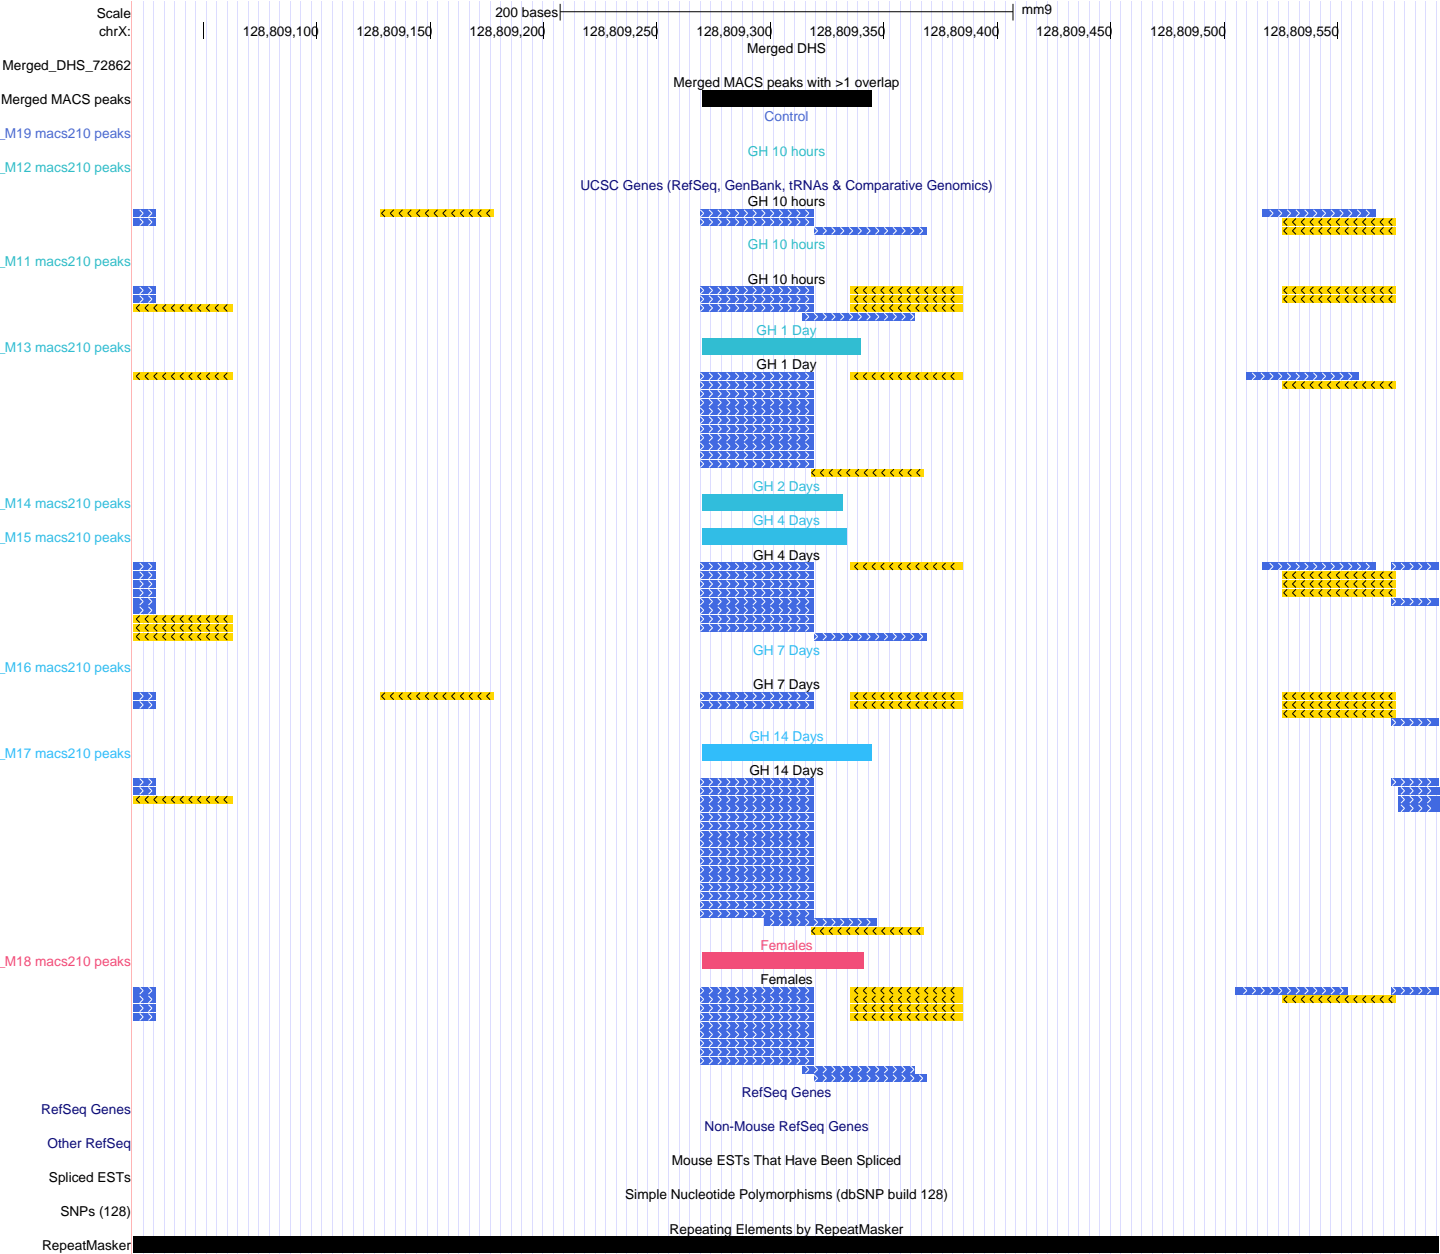 Scale 200 bases mm9
chrX: 128,809,100 128,809,150 128,809,200 128,809,250 128,809,300 128,809,350 128,809,400 128,809,450 128,809,500 128,809,550
Merged DHS
Merged_DHS_72862
Merged MACS peaks with >1 overlap
Merged MACS peaks
Control
_M19 macs210 peaks
GH 10 hours
_M12 macs210 peaks
UCSC Genes (RefSeq, GenBank, tRNAs & Comparative Genomics)
GH 10 hours
GH 10 hours
_M11 macs210 peaks
GH 10 hours
GH 1 Day
_M13 macs210 peaks
GH 1 Day
GH 2 Days
_M14 macs210 peaks
GH 4 Days
_M15 macs210 peaks
GH 4 Days
GH 7 Days
_M16 macs210 peaks
GH 7 Days
GH 14 Days
_M17 macs210 peaks
GH 14 Days
Females
_M18 macs210 peaks
Females
RefSeq Genes
RefSeq Genes
Non-Mouse RefSeq Genes
Other RefSeq
Mouse ESTs That Have Been Spliced
Spliced ESTs
Simple Nucleotide Polymorphisms (dbSNP build 128)
SNPs (128)
Repeating Elements by RepeatMasker
RepeatMasker